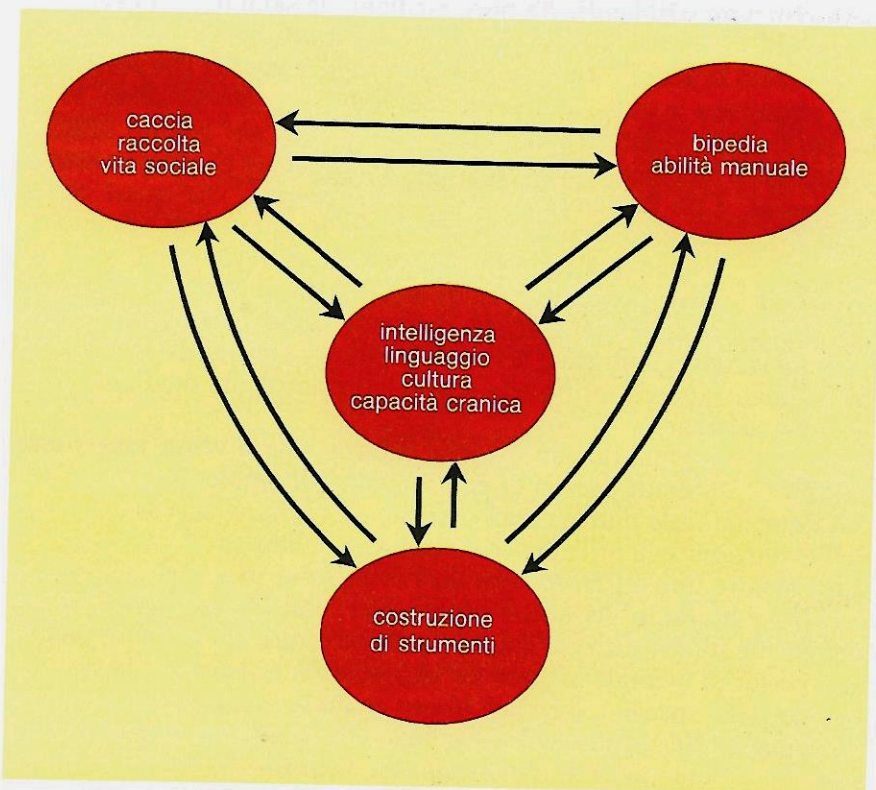 caccia
raccolta
vita sociale
bipedia
abilità manuale
intelligenza
linguaggio
cultura
capacità cranica
costruzione
di strumenti